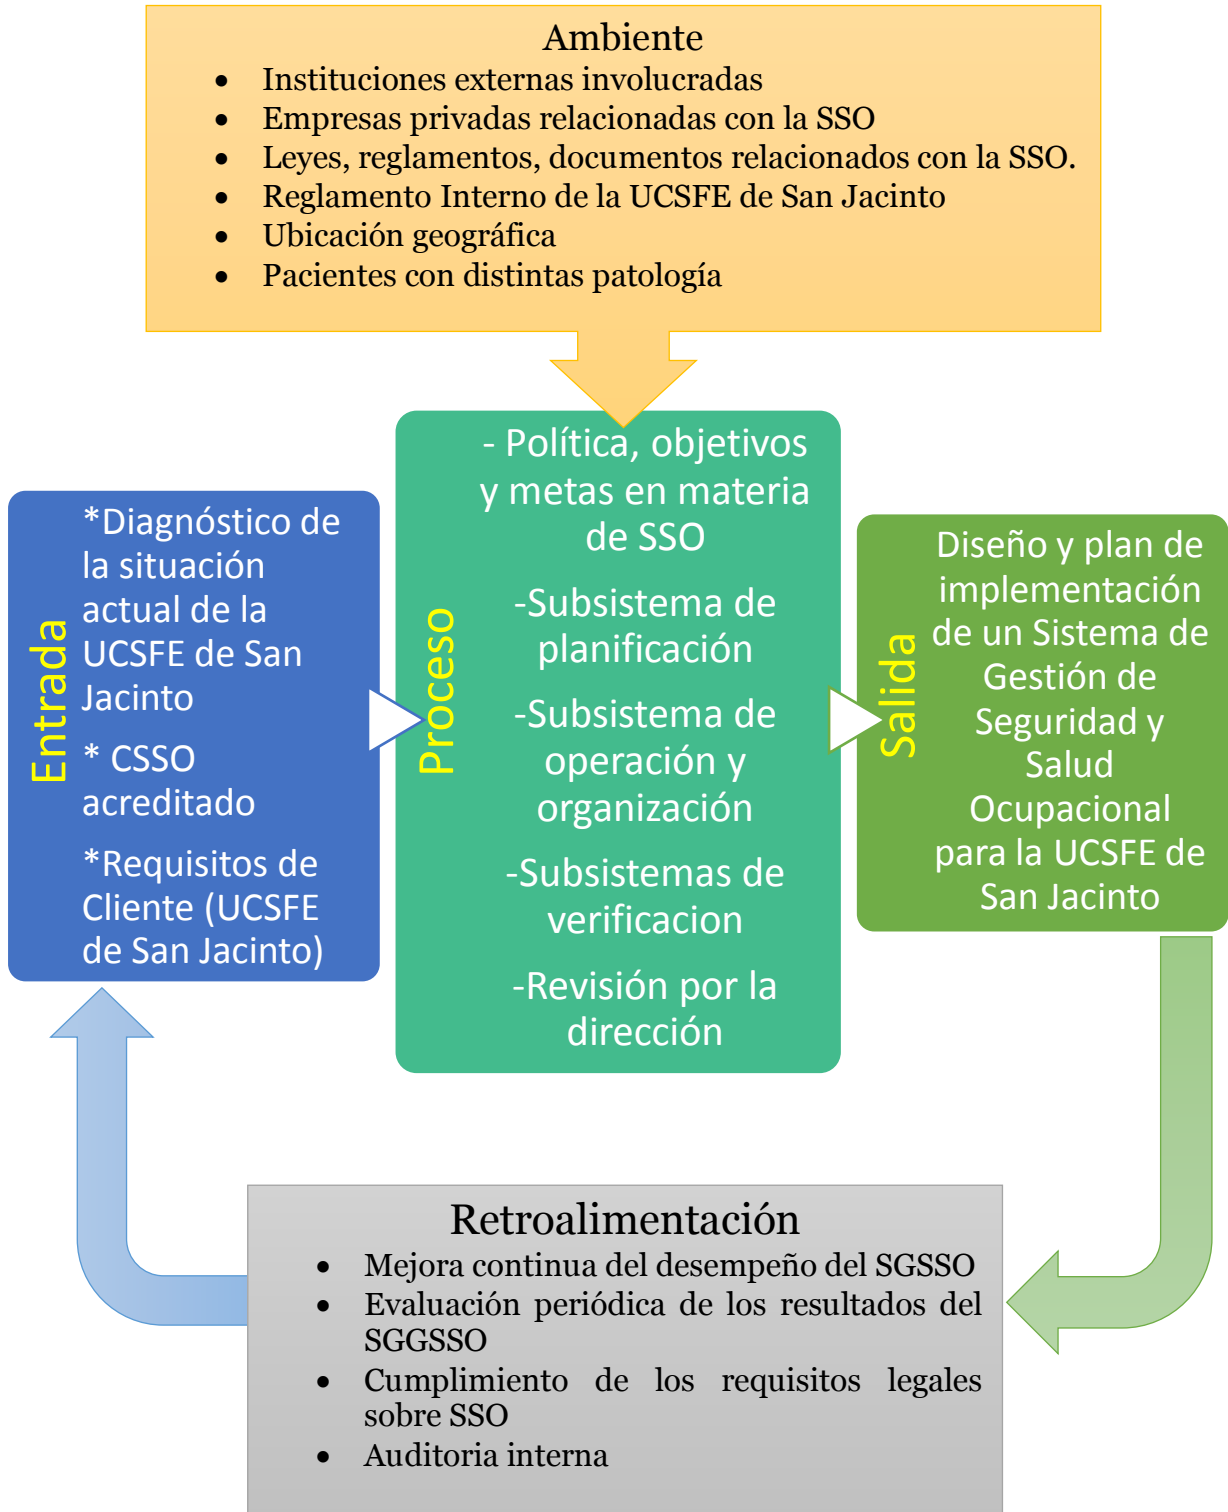 Ambiente
• Instituciones externas involucradas
• Empresas privadas relacionadas con la SSO
• Leyes, reglamentos, documentos relacionados con la SSO.
• Reglamento Interno de la UCSFE de San Jacinto
• Ubicación geográfica
• Pacientes con distintas patología
Entrada
*Diagnóstico de
la situación
actual de la
UCSFE de San
Jacinto
* CSSO
acreditado
*Requisitos de
Cliente (UCSFE
de San Jacinto)
Proceso
- Política, objetivos
y metas en materia
de SSO
-Subsistema de
planificación
-Subsistema de
operación y
organización
-Subsistemas de
verificacion
-Revisión por la
dirección
Salida
Diseño y plan de
implementación
de un Sistema de
Gestión de
Seguridad y
Salud
Ocupacional
para la UCSFE de
San Jacinto
Retroalimentación
• Mejora continua del desempeño del SGSSO
• Evaluación periódica de los resultados del
SGGSSO
• Cumplimiento de los requisitos legales
sobre SSO
• Auditoria interna